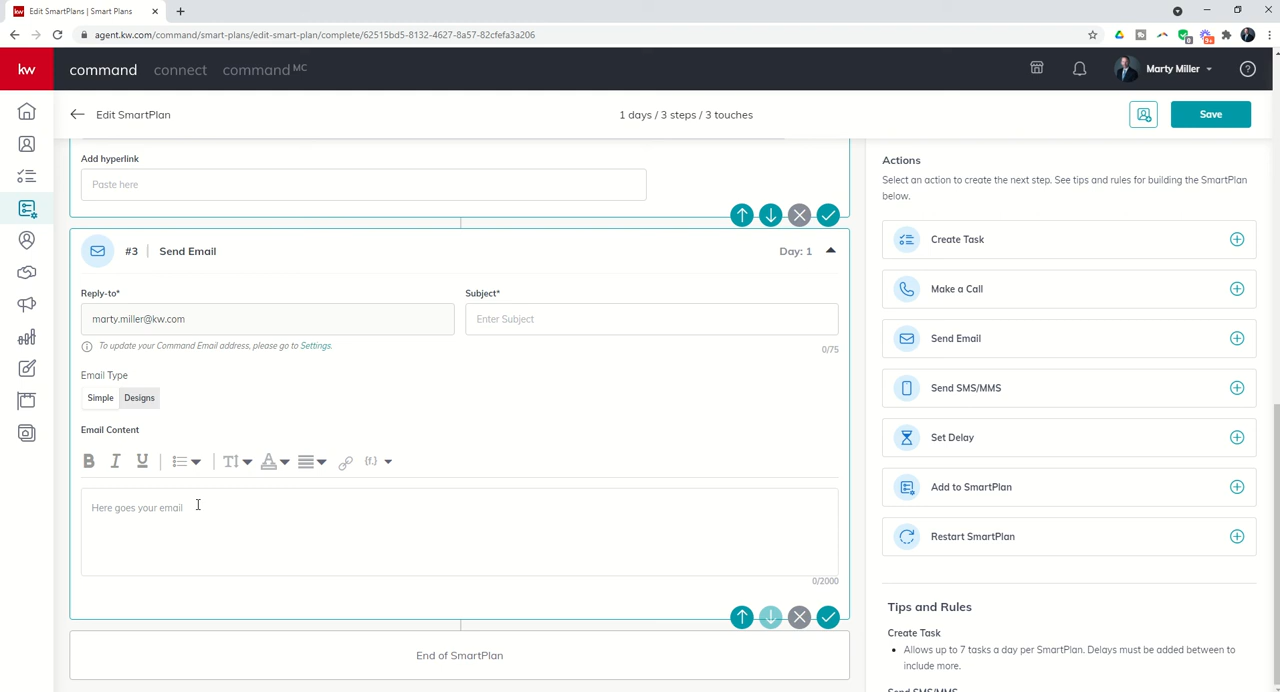 kw Edit SmartPlans | Smart Plans
agent.kw.com/command/smart-plans/edit-smart-plan/complete/62515bd5-8132-4627-8a57-82cfefa3a206
kw command connect command MC Marty Miller
Edit SmartPlan 1 days / 3 steps / 3 touches Save
Add hyperlink
Paste here
#3 Send Email Day: 1
Reply-to* Subject*
marty.miller@kw.com Enter Subject
To update your Command Email address, please go to Settings. 0/75
Email Type
Simple Designs
Email Content
B I U T {f.}
Here goes your email
0/2000
End of SmartPlan
Actions
Select an action to create the next step. See tips and rules for building the SmartPlan
below.
Create Task
Make a Call
Send Email
Send SMS/MMS
Set Delay
Add to SmartPlan
Restart SmartPlan
Tips and Rules
Create Task
• Allows up to 7 tasks a day per SmartPlan. Delays must be added between to
include more.
Send SMS/MMS